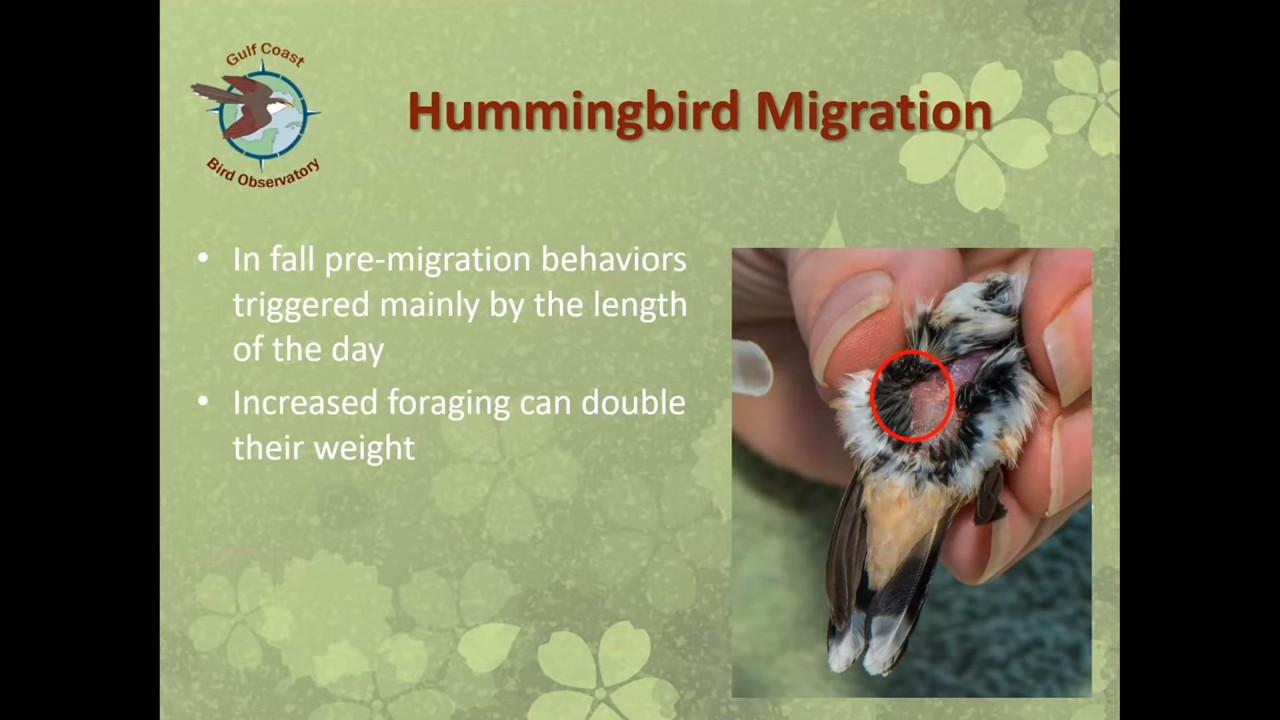 Gulf Coast
Bird Observatory
Hummingbird Migration
• In fall pre-migration behaviors
triggered mainly by the length
of the day
• Increased foraging can double
their weight